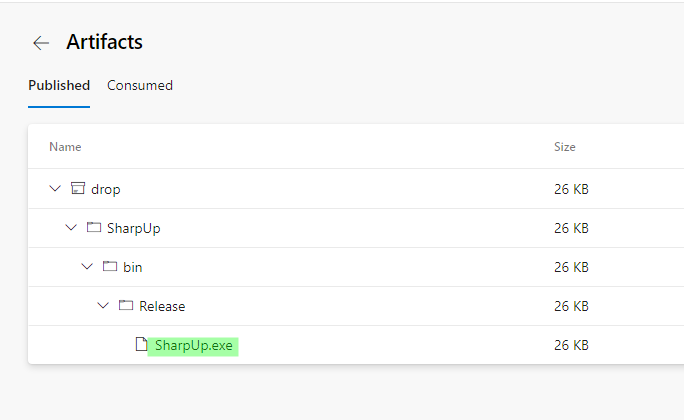 Artifacts
Published Consumed
Name Size
drop 26 KB
SharpUp 26 KB
bin 26 KB
Release 26 KB
SharpUp.exe 26 KB